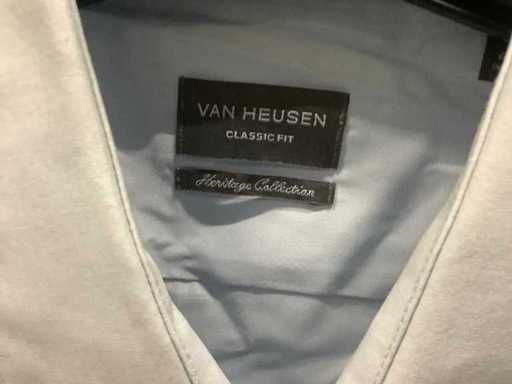 VAN HEUSEN
CLASSIC FIT
Heritage Collection